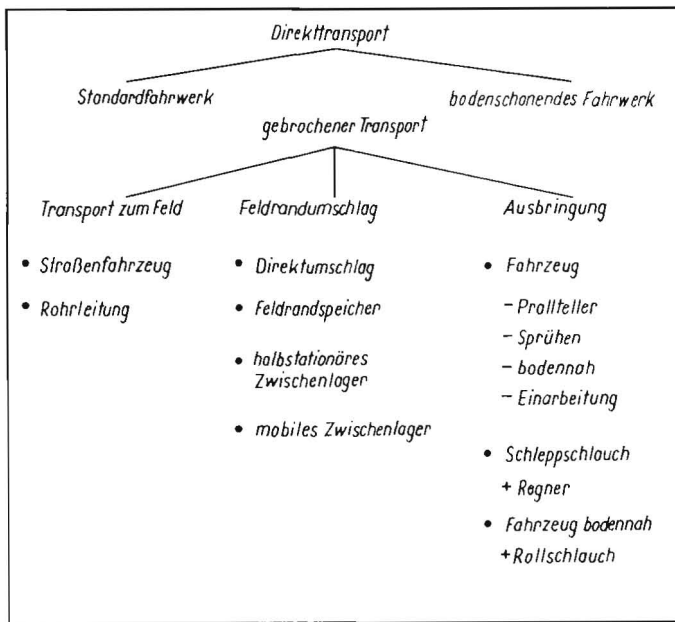 Direkttransport
Standardfahrwerk
bodenschonendes Fahrwerk
gebrochener Transport
Transport zum Feld
• Straßenfahrzeug
• Rohrleitung
Feldrandumschlag
• Direktumschlag
• Feldrandspeicher
• halbstationäres
Zwischenlager
• mobiles Zwischenlager
Ausbringung
• Fahrzeug
– Prallteller
– Sprühen
– bodennah
– Einarbeitung
• Schleppschlauch
+ Regner
• Fahrzeug bodennah
+ Rollschlauch